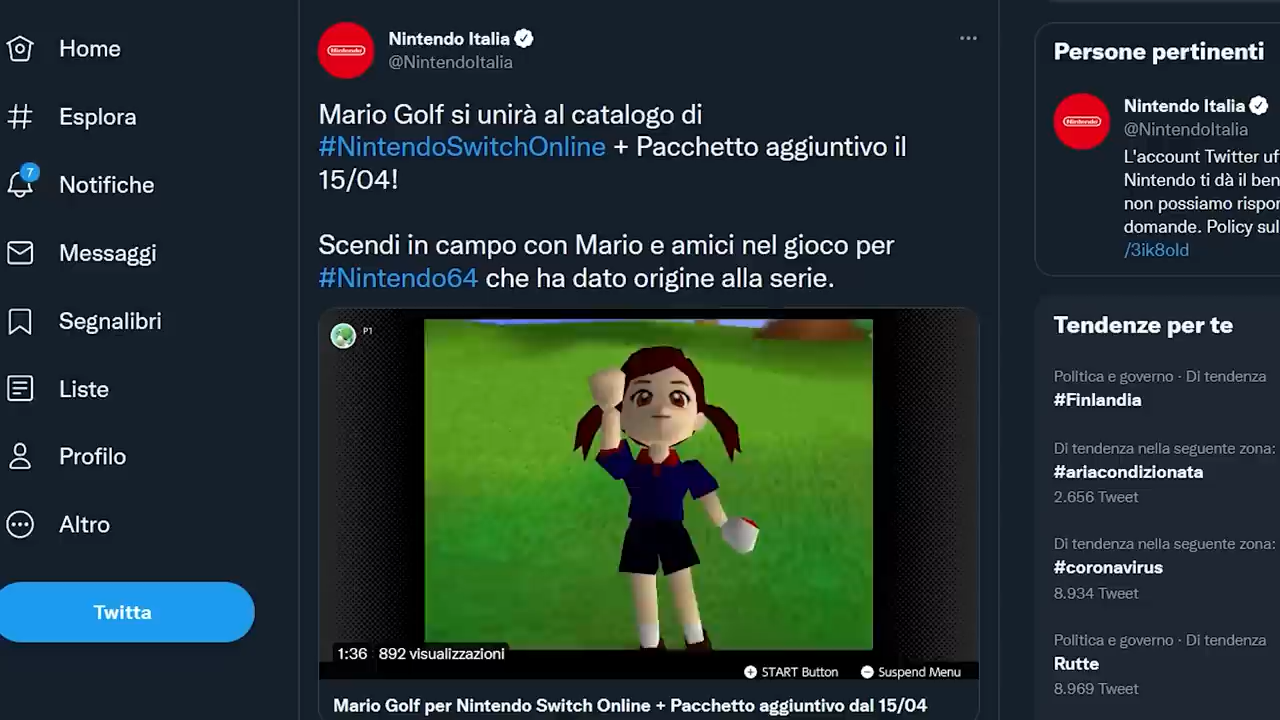 Home
Esplora
7
Notifiche
Messaggi
Segnalibri
Liste
Profilo
Altro
Twitta
Nintendo
Nintendo Italia
@NintendoItalia
Mario Golf si unirà al catalogo di
#NintendoSwitchOnline + Pacchetto aggiuntivo il
15/04!
Scendi in campo con Mario e amici nel gioco per
#Nintendo64 che ha dato origine alla serie.
P1
1:36 892 visualizzazioni
START Button Suspend Menu
Mario Golf per Nintendo Switch Online + Pacchetto aggiuntivo dal 15/04
Persone pertinenti
Nintendo
Nintendo Italia
@NintendoItalia
L'account Twitter uf
Nintendo ti dà il ben
non possiamo rispor
domande. Policy sul
/3ik8old
Tendenze per te
Politica e governo · Di tendenza
#Finlandia
Di tendenza nella seguente zona:
#ariacondizionata
2.656 Tweet
Di tendenza nella seguente zona:
#coronavirus
8.934 Tweet
Politica e governo · Di tendenza
Rutte
8.969 Tweet